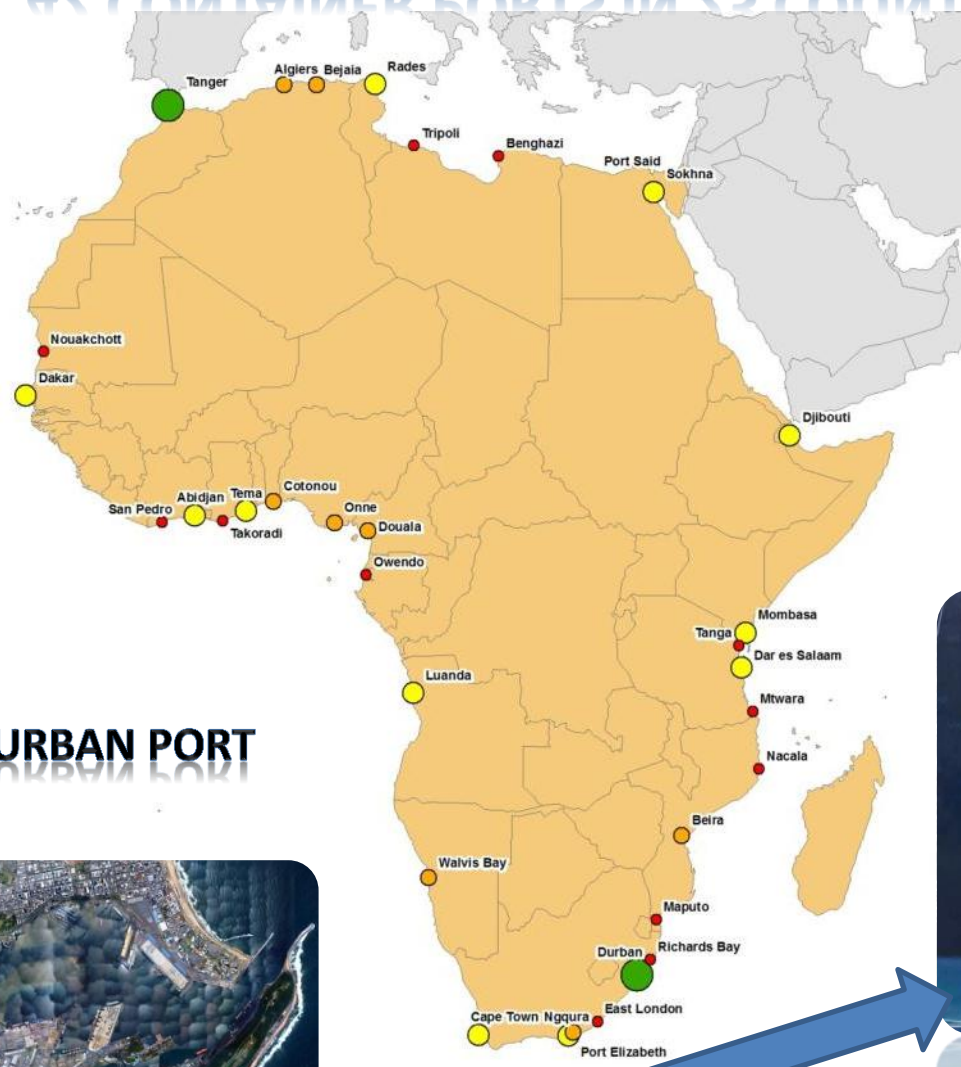 Tanger
Algiers Bejaia
Rades
Tripoli
Benghazi
Port Said
Sokhna
Nouakchott
Dakar
Djibouti
San Pedro
Abidjan
Tema
Cotonou
Takoradi
Onne
Douala
Owendo
Mombasa
Tanga
Dar es Salaam
Luanda
Mtwara
URBAN PORT
Nacala
Beira
Walvis Bay
Maputo
Durban
Richards Bay
East London
Cape Town Ngqura
Port Elizabeth